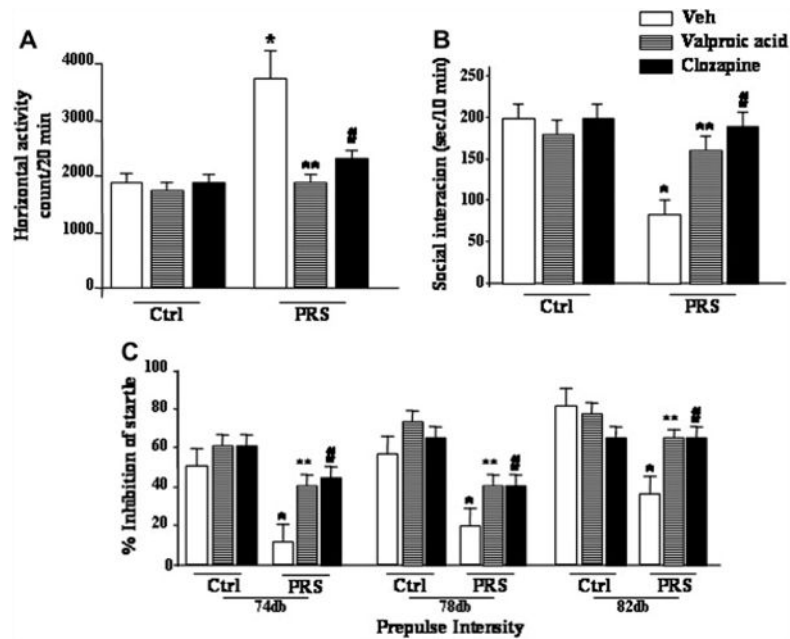 Veh
Valproic acid
Clozapine
A
Horizontal activity
count/20 min
4000
3000
2000
1000
0
*
**
#
Ctrl
PRS
B
Social interacion (sec/10 min)
200
150
100
50
0
*
**
#
Ctrl
PRS
C
% Inhibition of startle
100
80
60
40
20
0
*
**
#
*
**
#
*
**
#
Ctrl
PRS
Ctrl
PRS
Ctrl
PRS
74db
78db
82db
Prepulse Intensity